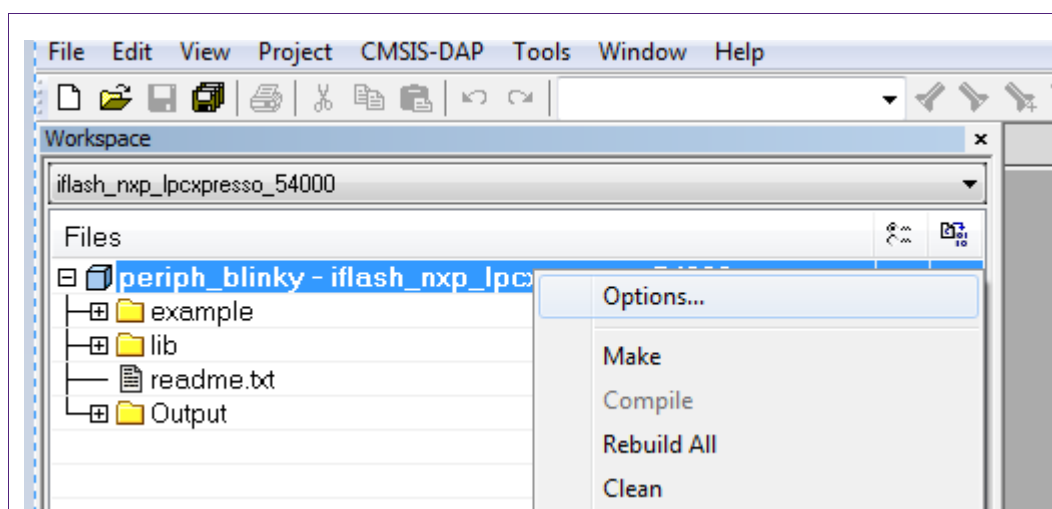 File Edit View Project CMSIS-DAP Tools Window Help
Workspace
iflash_nxp_lpcxpresso_54000
Files
periph_blinky - iflash_nxp_lpc
Options...
example
lib
Make
readme.txt
Compile
Output
Rebuild All
Clean